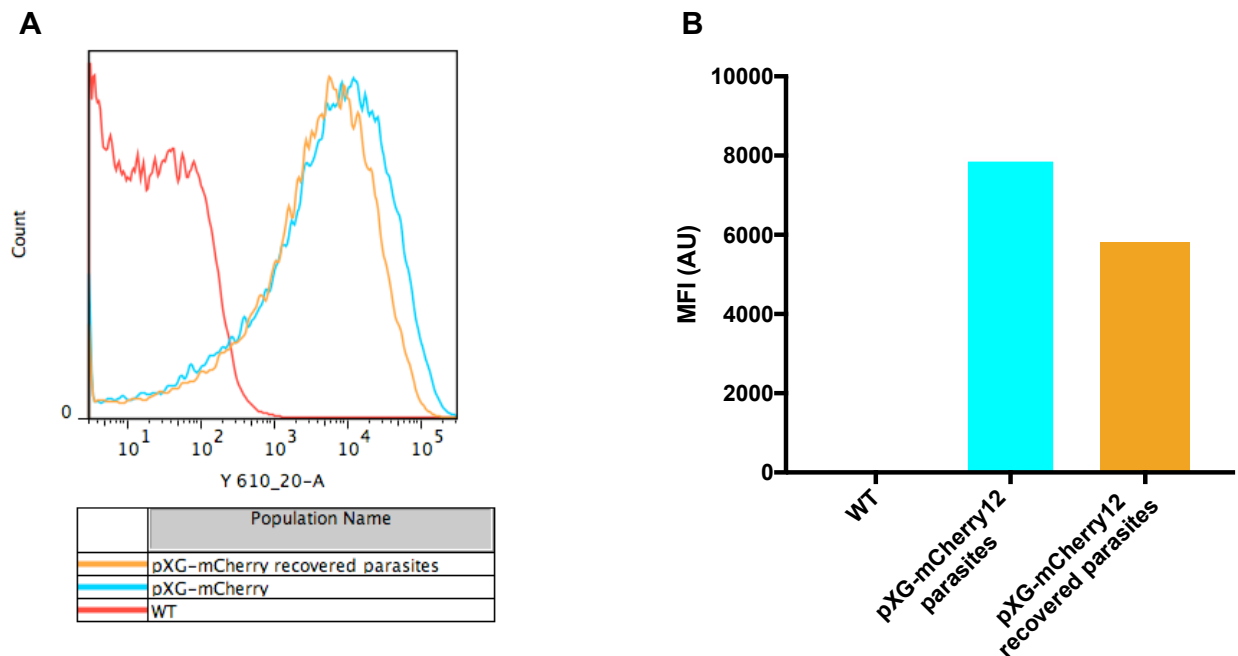 A
Count
0
10^1 10^2 10^3 10^4 10^5
Y 610_20-A
Population Name
pXG-mCherry recovered parasites
pXG-mCherry
WT
B
MFI (AU)
10000
8000
6000
4000
2000
0
WT
pXG-mCherry12
parasites
pXG-mCherry12
recovered parasites